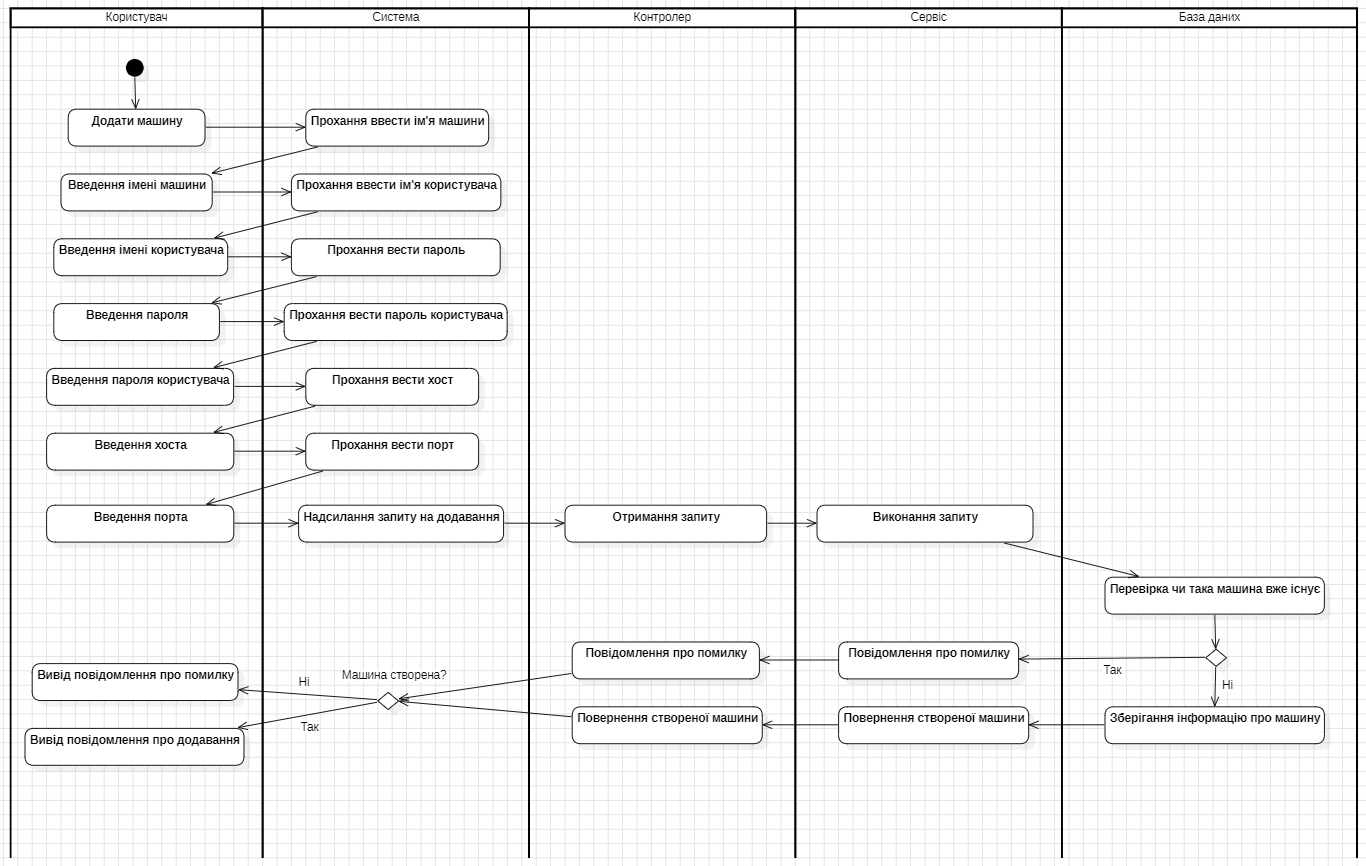 Користувач
Система
Контролер
Сервіс
База даних
Додати машину
Прохання ввести ім'я машини
Введення імені машини
Прохання ввести ім'я користувача
Введення імені користувача
Прохання вести пароль
Введення пароля
Прохання вести пароль користувача
Введення пароля користувача
Прохання вести хост
Введення хоста
Прохання вести порт
Введення порта
Надсилання запиту на додавання
Отримання запиту
Виконання запиту
Перевірка чи така машина вже існує
Так
Ні
Повідомлення про помилку
Повідомлення про помилку
Зберігання інформацію про машину
Повернення створеної машини
Повернення створеної машини
Машина створена?
Ні
Так
Вивід повідомлення про помилку
Вивід повідомлення про додавання